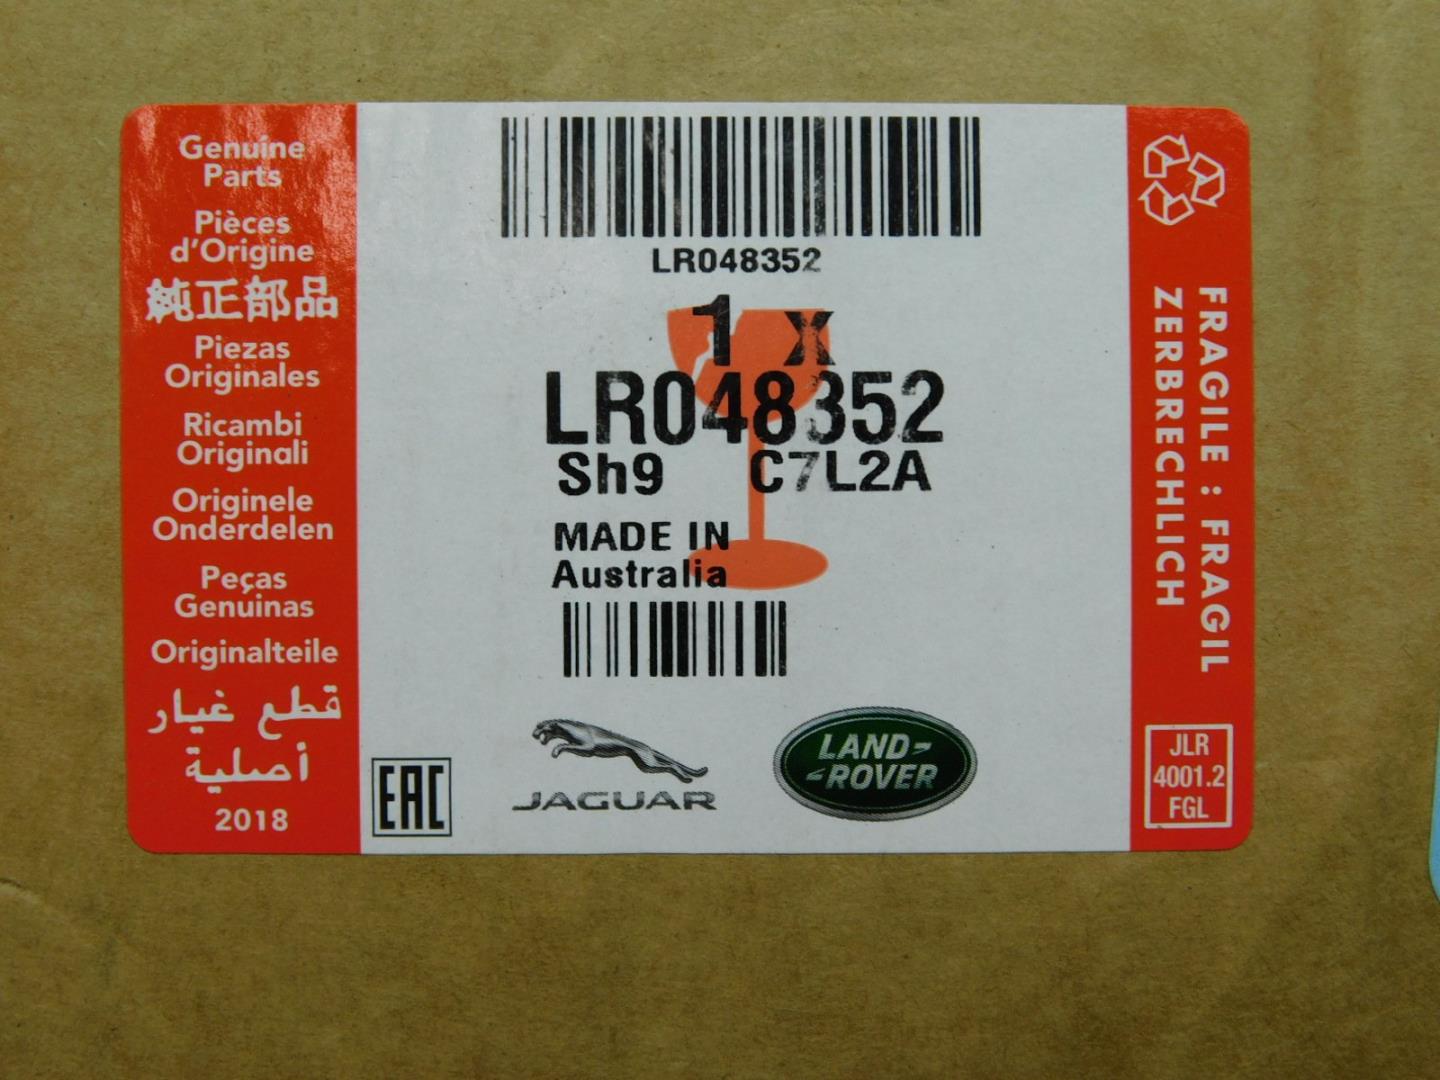 Genuine
Parts
Pièces
d'Origine
純正部品
Piezas
Originales
Ricambi
Originali
Originele
Onderdelen
Peças
Genuinas
Originalteile
قطع غيار
أصلية
2018
EAC
LR048352
1 x
LR048352
Sh9 C7L2A
MADE IN
Australia
JAGUAR
LAND-
-ROVER
FRAGILE : FRAGIL
ZERBRECHLICH
JLR
4001.2
FGL